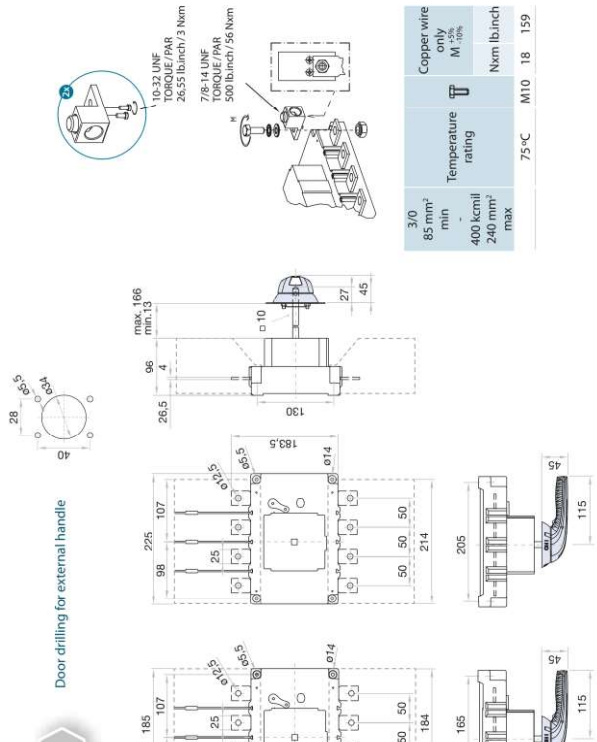 Door drilling for external handle
28
ø5,5
ø34
40
2x
10-32 UNF
TORQUE/PAR
26,55 lb.inch / 3 Nxm
7/8-14 UNF
TORQUE/PAR
500 lb.inch / 56 Nxm
M
185
107
25
ø12,5
ø5,5
ø14
50
50
184
225
98
107
25
ø12,5
ø5,5
183,5
ø14
50
50
50
214
96
max. 166
min.13
26,5
4
□ 10
130
27
45
165
45
115
205
45
115
3/0
85 mm²
min
-
400 kcmil
240 mm²
max
Temperature
rating
Copper wire
only
M +5% -10%
Nxm
lb.inch
75ºC
M10
18
159